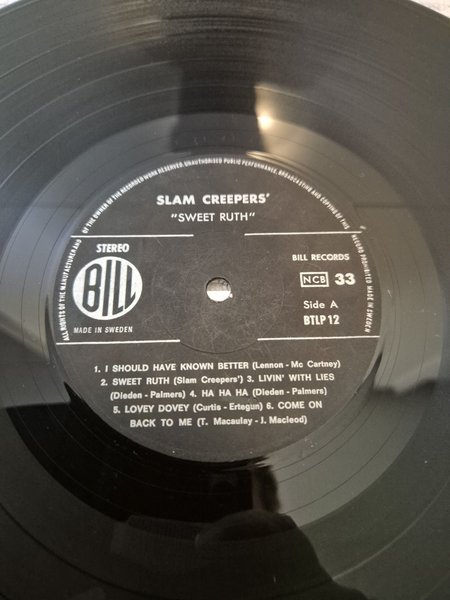 ALL RIGHTS OF THE MANUFACTURER AND OF THE OWNER OF THE RECORDED WORK RESERVED. UNAUTHORISED PUBLIC PERFORMANCE, BROADCASTING AND COPYING OF THIS RECORD PROHIBITED MADE IN SWEDEN
SLAM CREEPERS'
"SWEET RUTH"
STEREO
BILL
MADE IN SWEDEN
BILL RECORDS
NCB 33
Side A
BTLP 12
1. I SHOULD HAVE KNOWN BETTER (Lennon - Mc Cartney)
2. SWEET RUTH (Slam Creepers') 3. LIVIN' WITH LIES
(Dieden - Palmers) 4. HA HA HA (Dieden - Palmers)
5. LOVEY DOVEY (Curtis - Ertegun) 6. COME ON
BACK TO ME (T. Macaulay - J. Macleod)